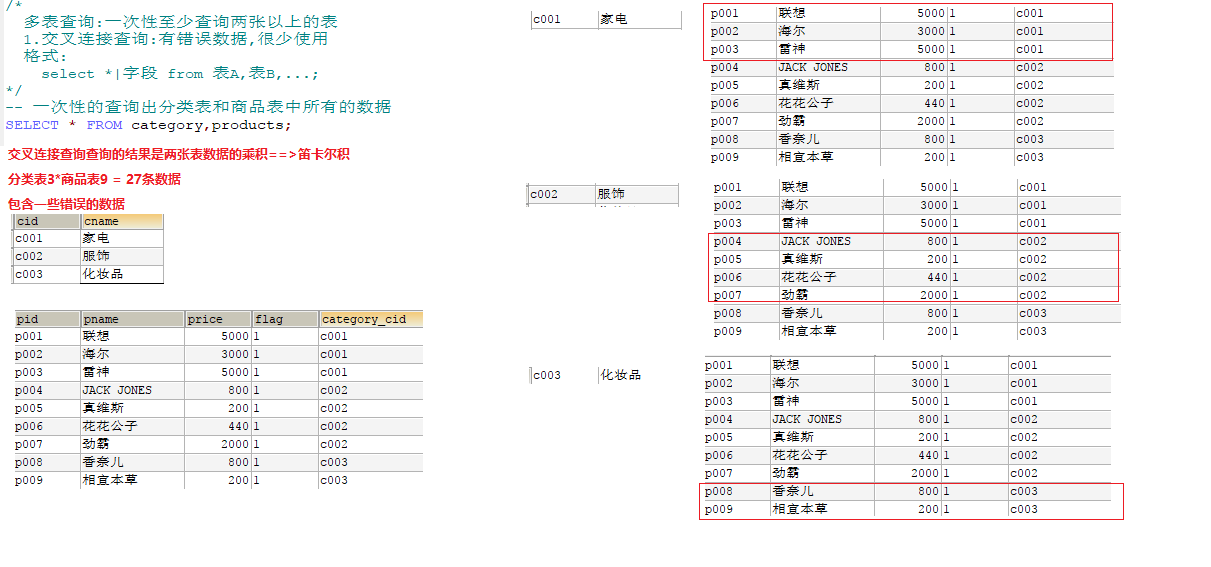 /*
多表查询:一次性至少查询两张以上的表
1.交叉连接查询:有错误数据,很少使用
格式:
select *|字段 from 表A,表B,...;
*/
-- 一次性的查询出分类表和商品表中所有的数据
SELECT * FROM category,products;
交叉连接查询查询的结果是两张表数据的乘积==>笛卡尔积
分类表3*商品表9 = 27条数据
包含一些错误的数据
cid cname
c001 家电
c002 服饰
c003 化妆品
pid pname price flag category_cid
p001 联想 5000 1 c001
p002 海尔 3000 1 c001
p003 雷神 5000 1 c001
p004 JACK JONES 800 1 c002
p005 真维斯 200 1 c002
p006 花花公子 440 1 c002
p007 劲霸 2000 1 c002
p008 香奈儿 800 1 c003
p009 相宜本草 200 1 c003
c001 家电
p001 联想 5000 1 c001
p002 海尔 3000 1 c001
p003 雷神 5000 1 c001
p004 JACK JONES 800 1 c002
p005 真维斯 200 1 c002
p006 花花公子 440 1 c002
p007 劲霸 2000 1 c002
p008 香奈儿 800 1 c003
p009 相宜本草 200 1 c003
c002 服饰
p001 联想 5000 1 c001
p002 海尔 3000 1 c001
p003 雷神 5000 1 c001
p004 JACK JONES 800 1 c002
p005 真维斯 200 1 c002
p006 花花公子 440 1 c002
p007 劲霸 2000 1 c002
p008 香奈儿 800 1 c003
p009 相宜本草 200 1 c003
c003 化妆品
p001 联想 5000 1 c001
p002 海尔 3000 1 c001
p003 雷神 5000 1 c001
p004 JACK JONES 800 1 c002
p005 真维斯 200 1 c002
p006 花花公子 440 1 c002
p007 劲霸 2000 1 c002
p008 香奈儿 800 1 c003
p009 相宜本草 200 1 c003